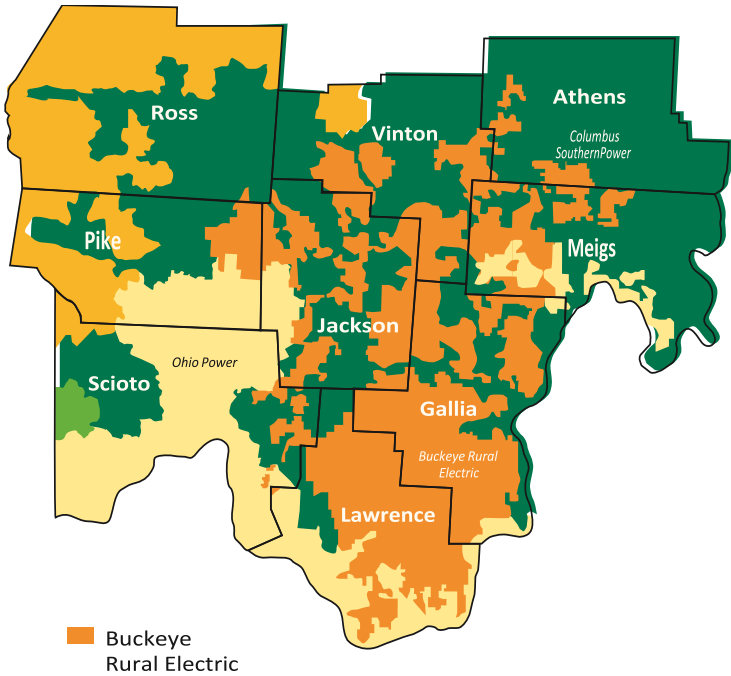 Ross
Vinton
Athens
Columbus
SouthernPower
Pike
Meigs
Jackson
Ohio Power
Scioto
Gallia
Buckeye Rural
Electric
Lawrence
Buckeye
Rural Electric